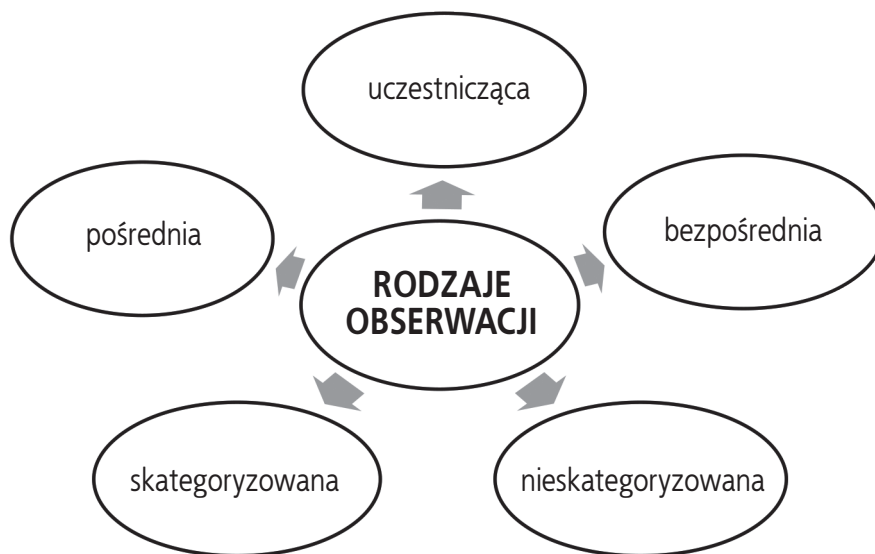 uczestnicząca
pośrednia
bezpośrednia
RODZAJE
OBSERWACJI
skategoryzowana
nieskategoryzowana